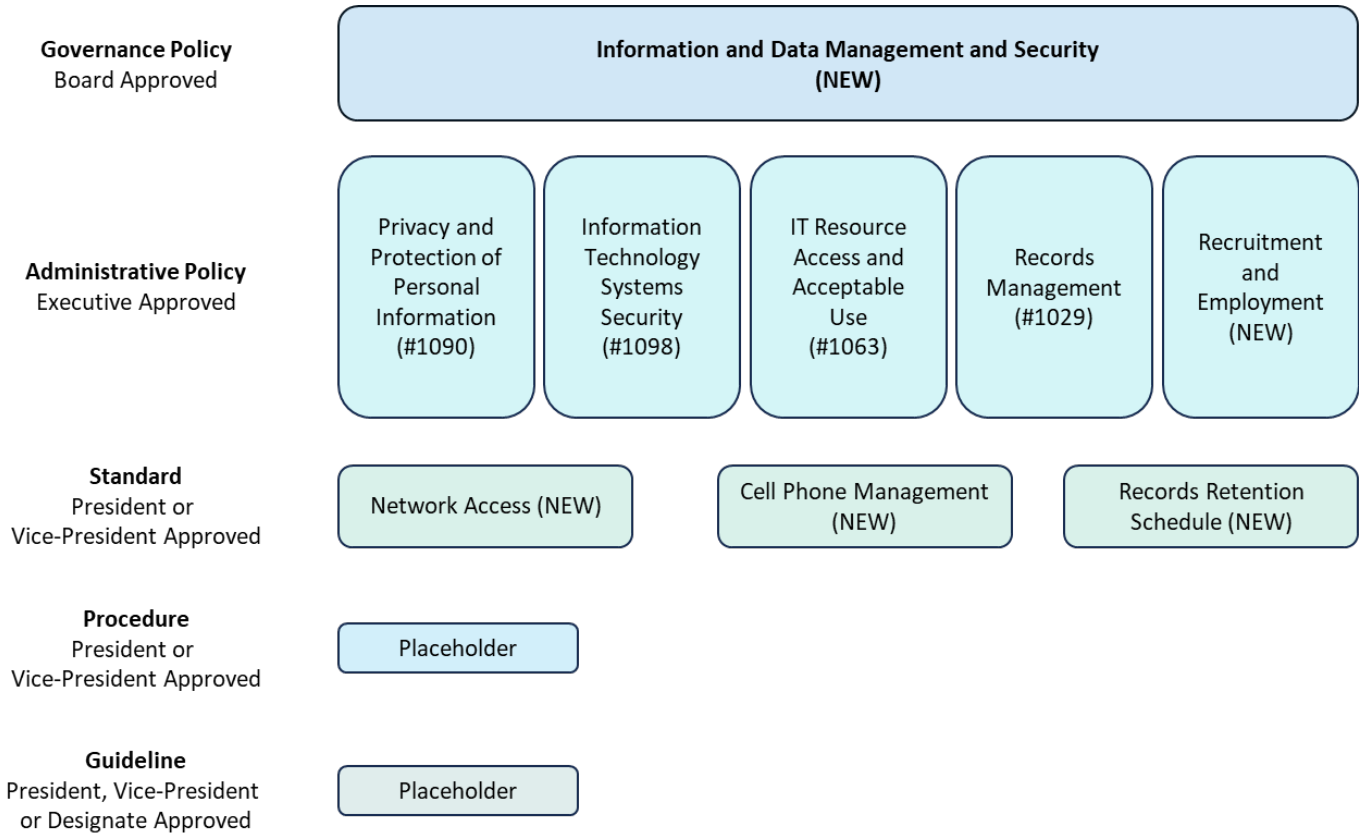 Governance Policy
Board Approved
Information and Data Management and Security
(NEW)
Administrative Policy
Executive Approved
Privacy and
Protection of
Personal
Information
(#1090)
Information
Technology
Systems
Security
(#1098)
IT Resource
Access and
Acceptable
Use
(#1063)
Records
Management
(#1029)
Recruitment
and
Employment
(NEW)
Standard
President or
Vice-President Approved
Network Access (NEW)
Cell Phone Management
(NEW)
Records Retention
Schedule (NEW)
Procedure
President or
Vice-President Approved
Placeholder
Guideline
President, Vice-President
or Designate Approved
Placeholder